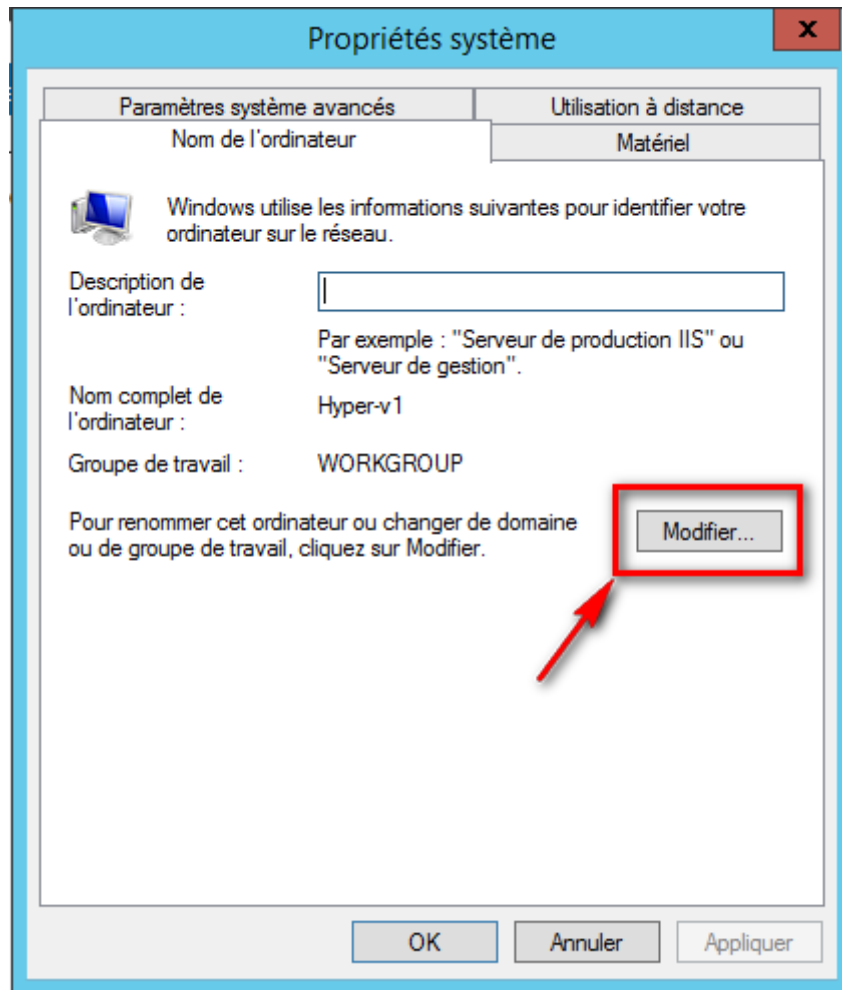 Propriétés système
x
Paramètres système avancés
Utilisation à distance
Nom de l'ordinateur
Matériel
Windows utilise les informations suivantes pour identifier votre
ordinateur sur le réseau.
Description de
l'ordinateur :
Par exemple : "Serveur de production IIS" ou
"Serveur de gestion".
Nom complet de
l'ordinateur :
Hyper-v1
Groupe de travail :
WORKGROUP
Pour renommer cet ordinateur ou changer de domaine
ou de groupe de travail, cliquez sur Modifier.
Modifier...
OK
Annuler
Appliquer